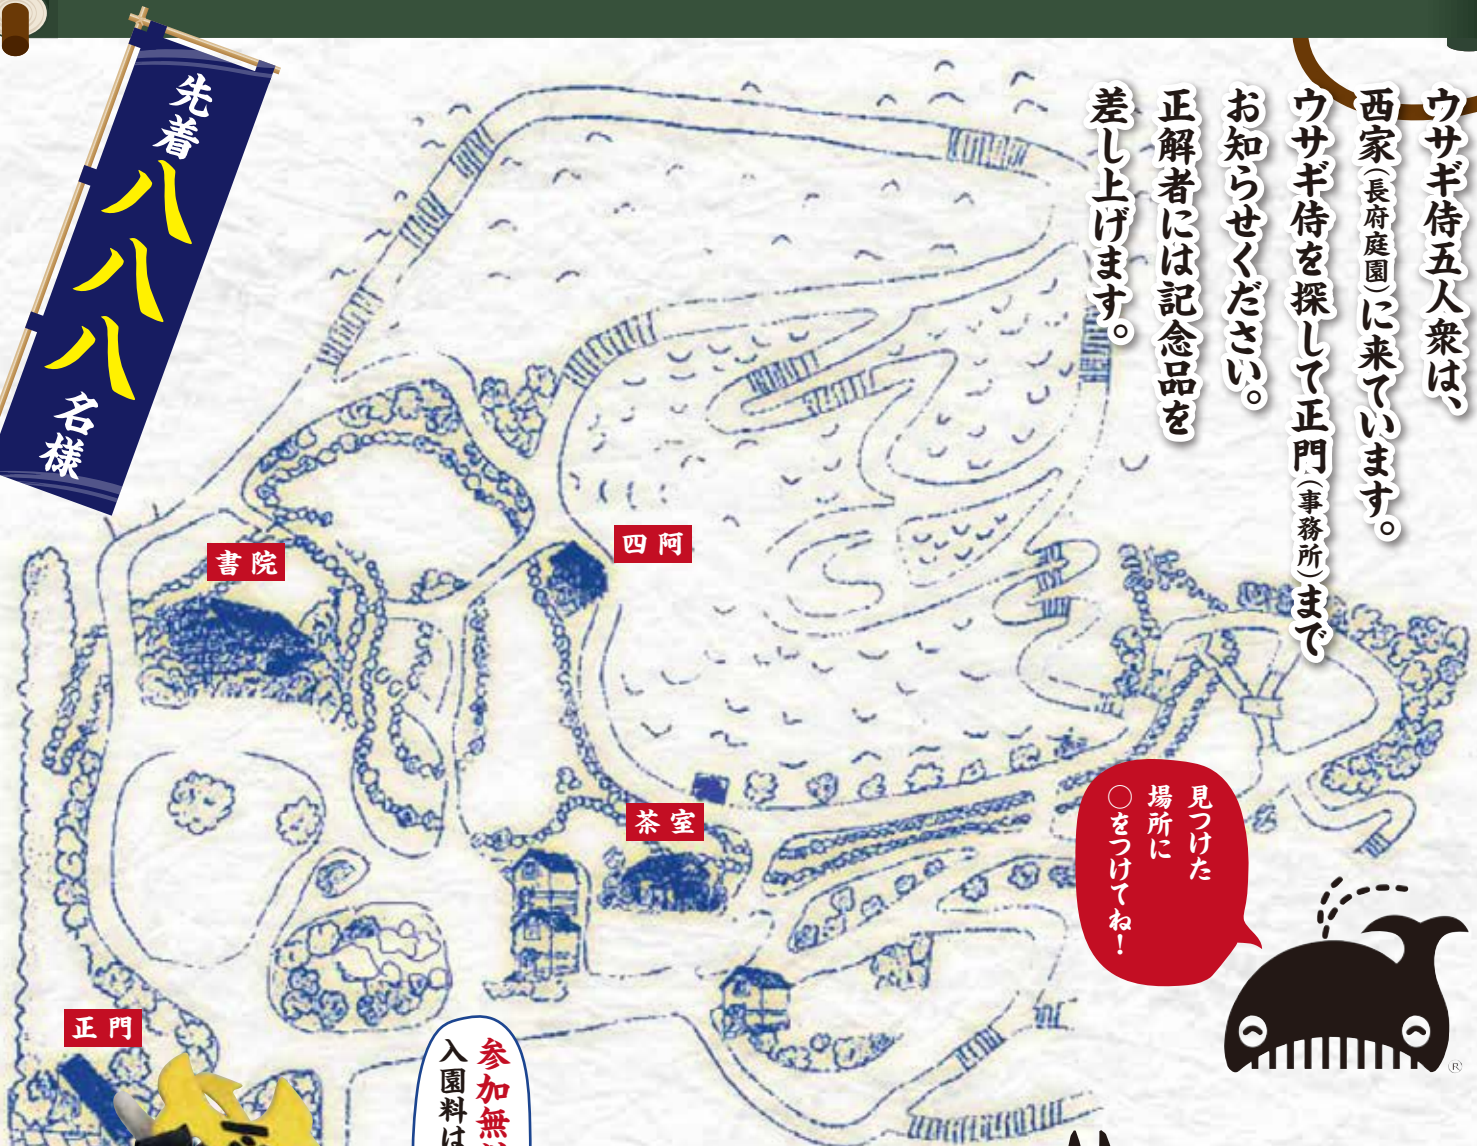 ウサギ侍五人衆は、
西家(長府庭園)に来ています。
ウサギ侍を探して正門(事務所)まで
お知らせください。
正解者には記念品を
差し上げます。
先着八八八名様
書院
四阿
茶室
正門
見つけた
場所に
○をつけてね!
参加無
入園料は
®